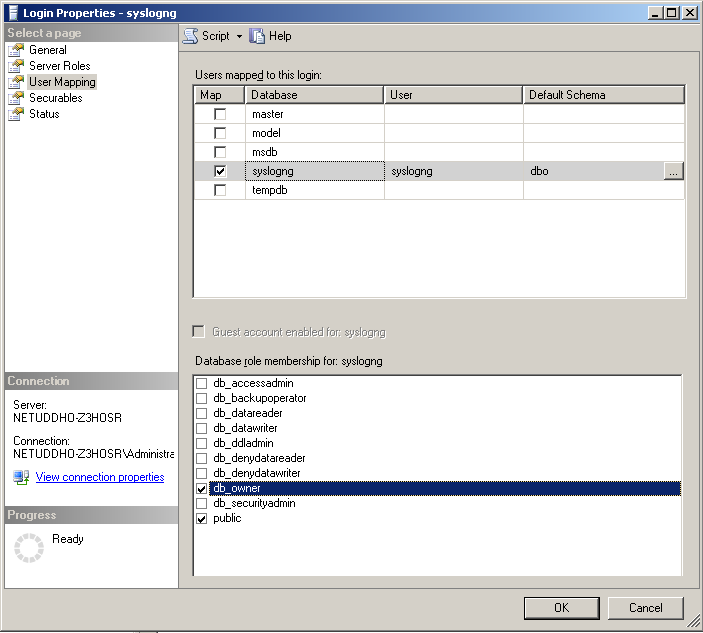 Login Properties - syslogng
Select a page
General
Server Roles
User Mapping
Securables
Status
Script
Help
Users mapped to this login:
Map Database User Default Schema
master
model
msdb
syslogng syslogng dbo ...
tempdb
Guest account enabled for: syslogng
Database role membership for: syslogng
db_accessadmin
db_backupoperator
db_datareader
db_datawriter
db_ddladmin
db_denydatareader
db_denydatawriter
db_owner
db_securityadmin
public
Connection
Server:
NETUDDHO-Z3HOSR
Connection:
NETUDDHO-Z3HOSR\Administra
View connection properties
Progress
Ready
OK Cancel